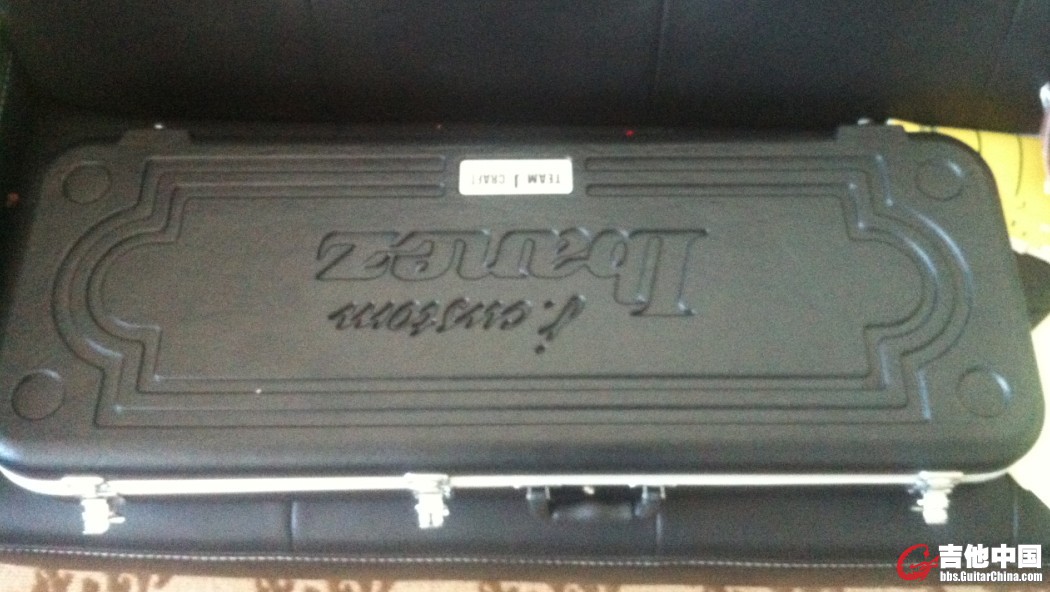 j.custom
Ibanez
TEAM J CRAFT
吉他中国
bbs.GuitarChina.com